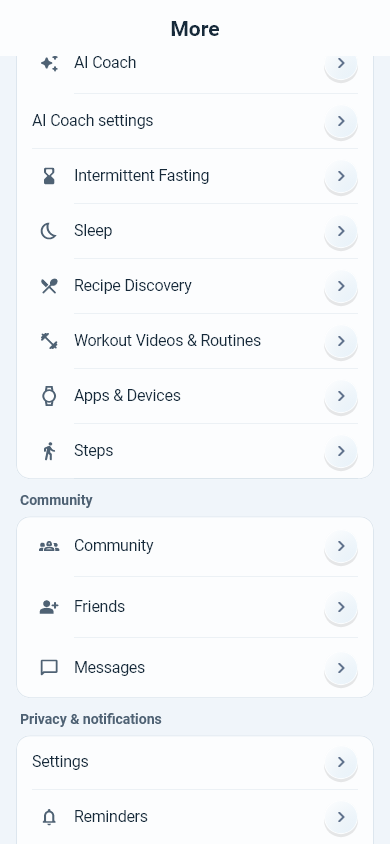 More
AI Coach
AI Coach settings
Intermittent Fasting
Sleep
Recipe Discovery
Workout Videos & Routines
Apps & Devices
Steps
Community
Community
Friends
Messages
Privacy & notifications
Settings
Reminders